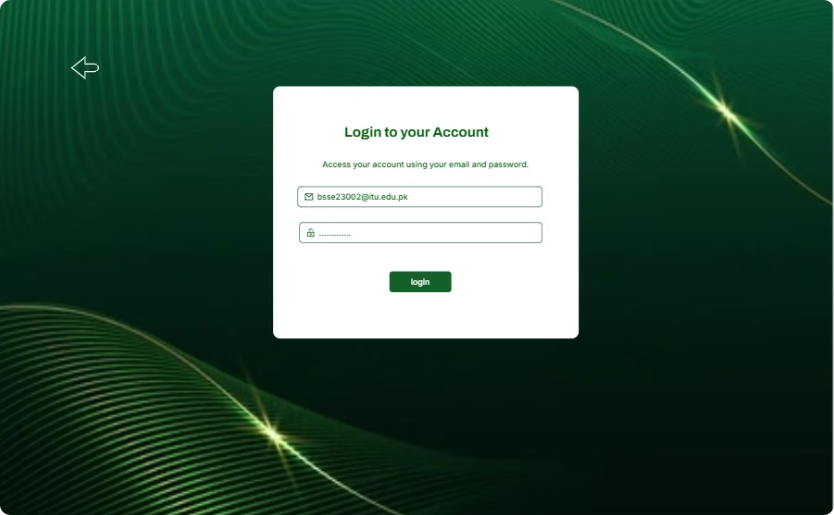 Login to your Account
Access your account using your email and password.
bsse23002@itu.edu.pk
.............
login